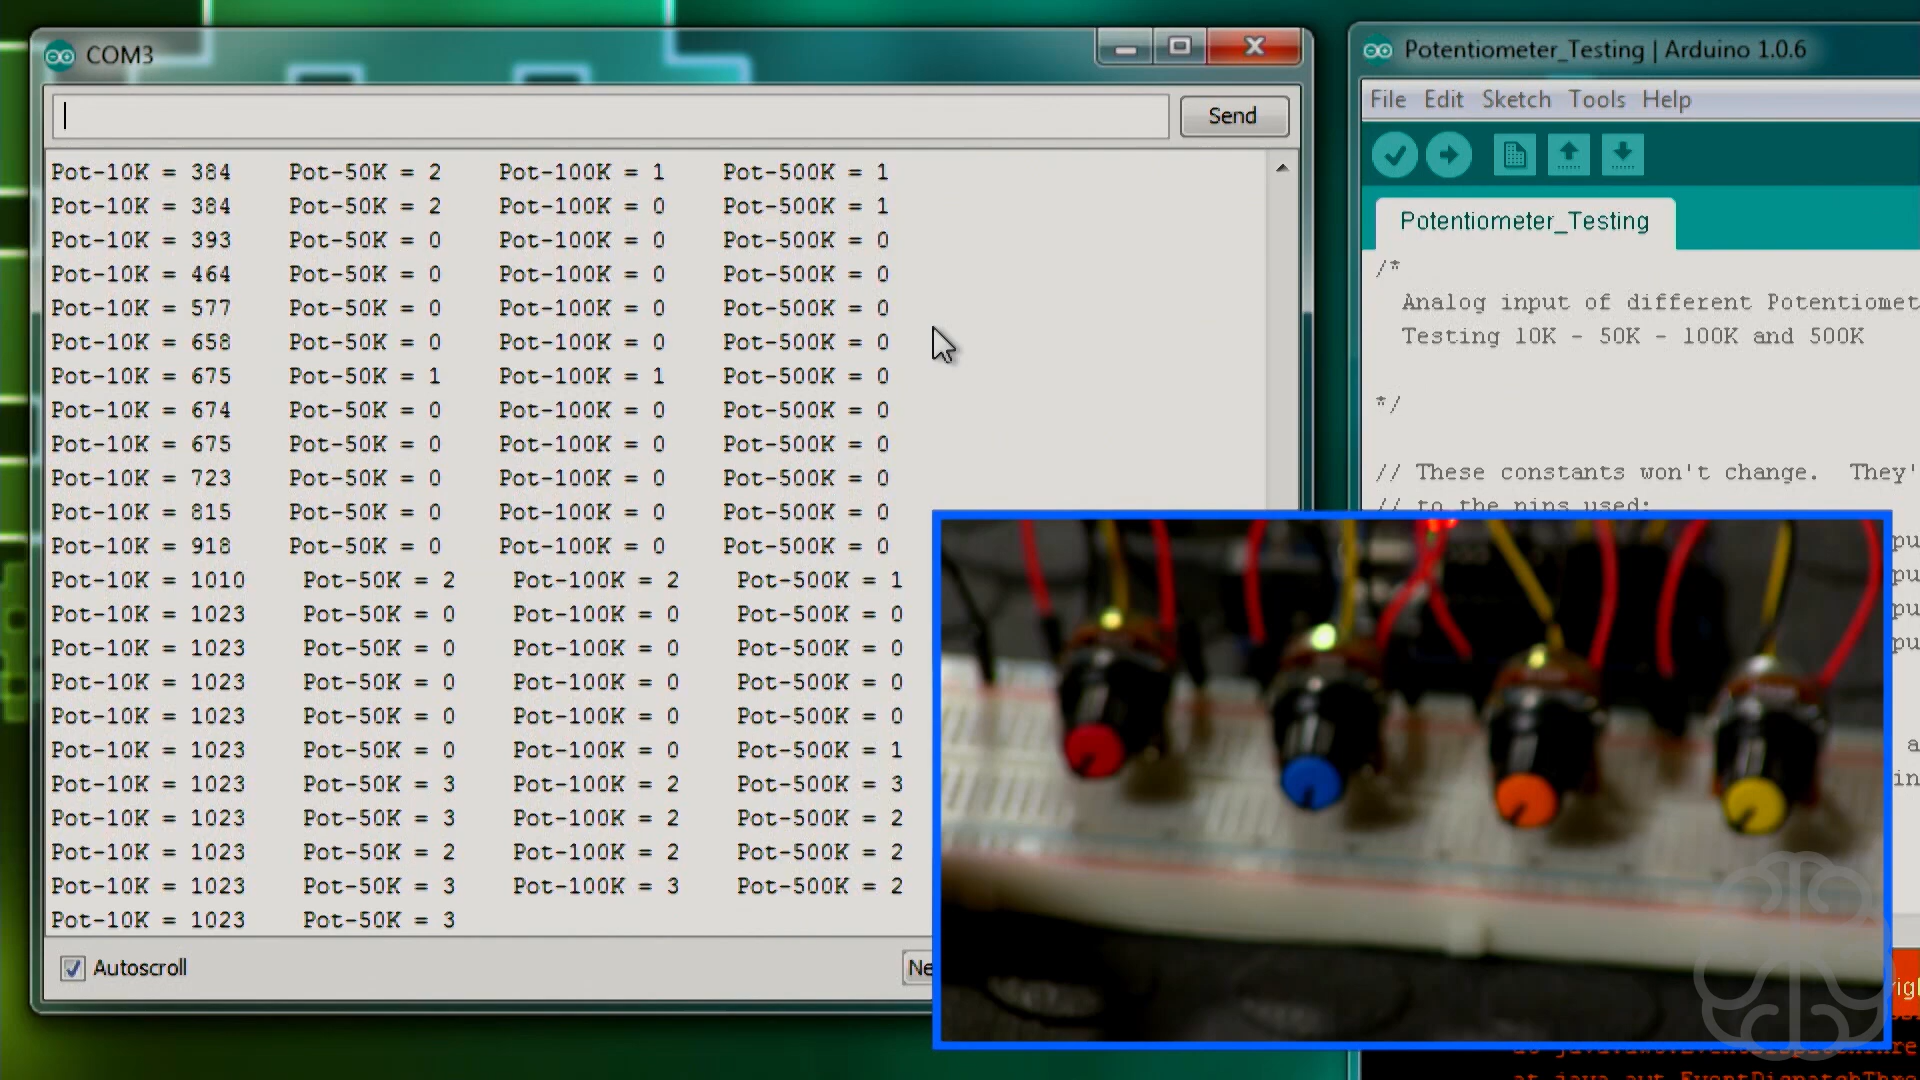 COM3
Send
Pot-10K = 384 Pot-50K = 2 Pot-100K = 1 Pot-500K = 1
Pot-10K = 384 Pot-50K = 2 Pot-100K = 0 Pot-500K = 1
Pot-10K = 393 Pot-50K = 0 Pot-100K = 0 Pot-500K = 0
Pot-10K = 464 Pot-50K = 0 Pot-100K = 0 Pot-500K = 0
Pot-10K = 577 Pot-50K = 0 Pot-100K = 0 Pot-500K = 0
Pot-10K = 658 Pot-50K = 0 Pot-100K = 0 Pot-500K = 0
Pot-10K = 675 Pot-50K = 1 Pot-100K = 1 Pot-500K = 0
Pot-10K = 674 Pot-50K = 0 Pot-100K = 0 Pot-500K = 0
Pot-10K = 675 Pot-50K = 0 Pot-100K = 0 Pot-500K = 0
Pot-10K = 723 Pot-50K = 0 Pot-100K = 0 Pot-500K = 0
Pot-10K = 815 Pot-50K = 0 Pot-100K = 0 Pot-500K = 0
Pot-10K = 918 Pot-50K = 0 Pot-100K = 0 Pot-500K = 0
Pot-10K = 1010 Pot-50K = 2 Pot-100K = 2 Pot-500K = 1
Pot-10K = 1023 Pot-50K = 0 Pot-100K = 0 Pot-500K = 0
Pot-10K = 1023 Pot-50K = 0 Pot-100K = 0 Pot-500K = 0
Pot-10K = 1023 Pot-50K = 0 Pot-100K = 0 Pot-500K = 0
Pot-10K = 1023 Pot-50K = 0 Pot-100K = 0 Pot-500K = 0
Pot-10K = 1023 Pot-50K = 0 Pot-100K = 0 Pot-500K = 1
Pot-10K = 1023 Pot-50K = 3 Pot-100K = 2 Pot-500K = 3
Pot-10K = 1023 Pot-50K = 3 Pot-100K = 2 Pot-500K = 2
Pot-10K = 1023 Pot-50K = 2 Pot-100K = 2 Pot-500K = 2
Pot-10K = 1023 Pot-50K = 3 Pot-100K = 3 Pot-500K = 2
Pot-10K = 1023 Pot-50K = 3
Autoscroll
Ne
Potentiometer_Testing | Arduino 1.0.6
File Edit Sketch Tools Help
Potentiometer_Testing
/*
Analog input of different Potentiomet
Testing 10K - 50K - 100K and 500K
*/
// These constants won't change. They'
// to the pins used:
pu
pu
pu
pu
a
in